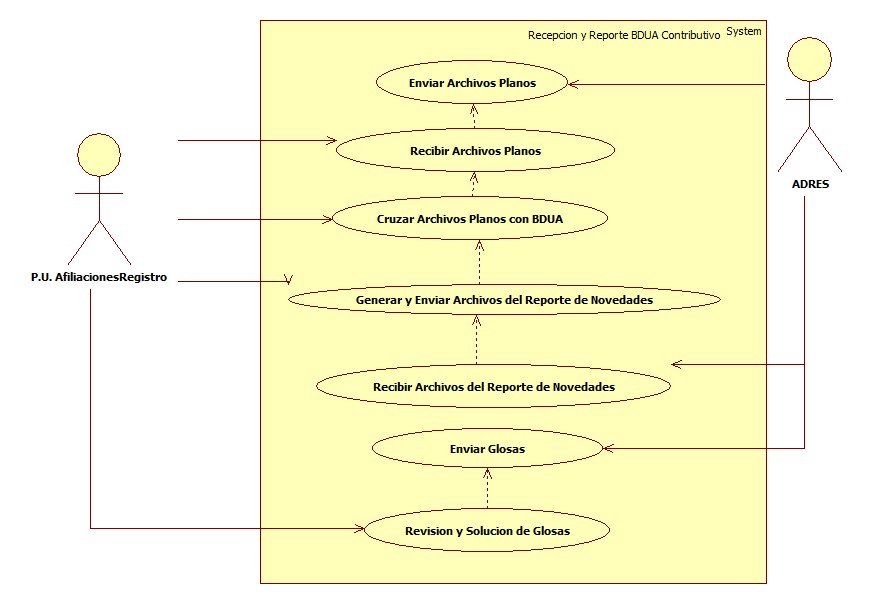 Recepcion y Reporte BDUA Contributivo System
Enviar Archivos Planos
Recibir Archivos Planos
ADRES
Cruzar Archivos Planos con BDUA
P.U. AfiliacionesRegistro
Generar y Enviar Archivos del Reporte de Novedades
Recibir Archivos del Reporte de Novedades
Enviar Glosas
Revision y Solucion de Glosas